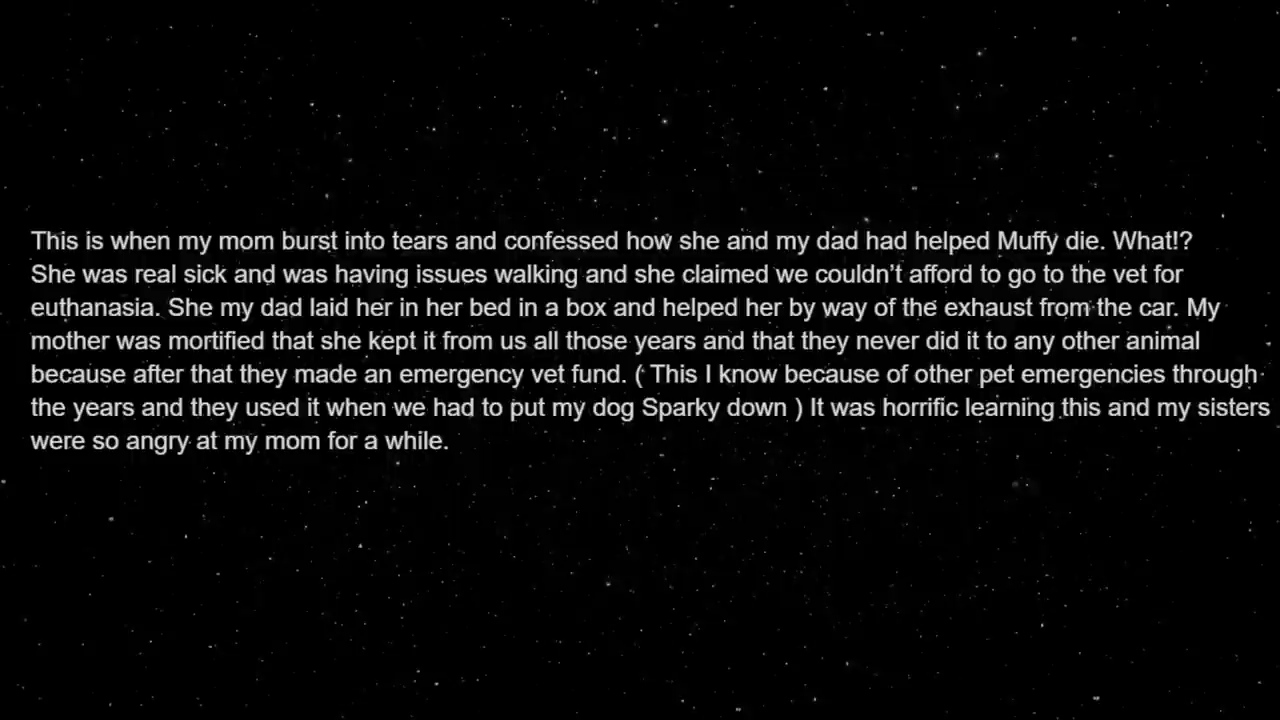 This is when my mom burst into tears and confessed how she and my dad had helped Muffy die. What!?
She was real sick and was having issues walking and she claimed we couldn't afford to go to the vet for
euthanasia. She my dad laid her in her bed in a box and helped her by way of the exhaust from the car. My
mother was mortified that she kept it from us all those years and that they never did it to any other animal
because after that they made an emergency vet fund. ( This I know because of other pet emergencies through
the years and they used it when we had to put my dog Sparky down ) It was horrific learning this and my sisters
were so angry at my mom for a while.